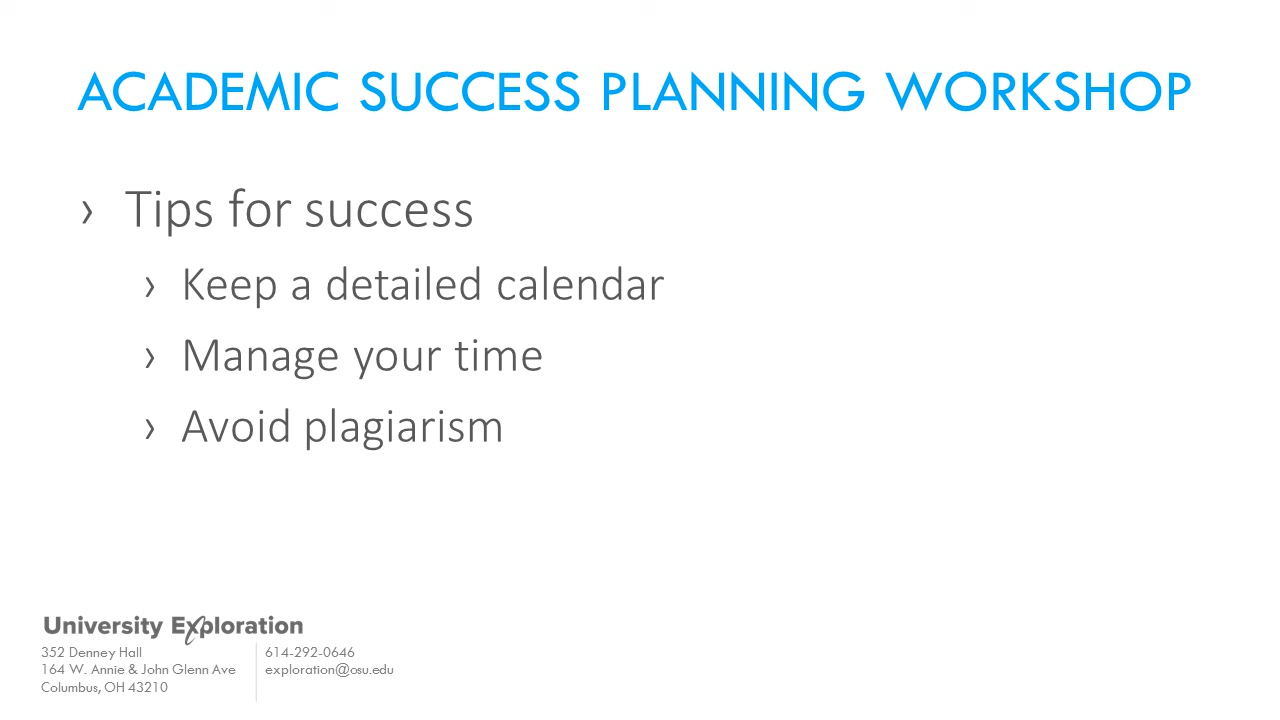 ACADEMIC SUCCESS PLANNING WORKSHOP
› Tips for success
› Keep a detailed calendar
› Manage your time
› Avoid plagiarism
University Exploration
352 Denney Hall
164 W. Annie & John Glenn Ave
Columbus, OH 43210
614-292-0646
exploration@osu.edu